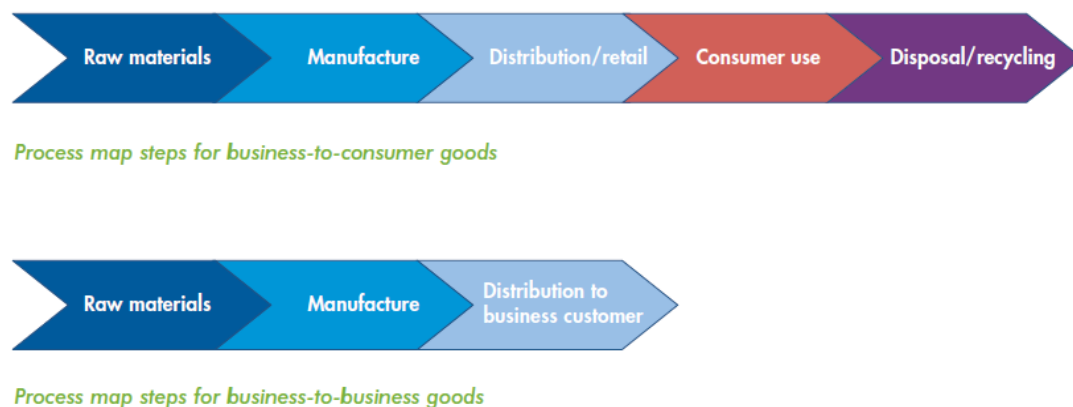 Raw materials
Manufacture
Distribution/retail
Consumer use
Disposal/recycling
Process map steps for business-to-consumer goods
Raw materials
Manufacture
Distribution to
business customer
Process map steps for business-to-business goods